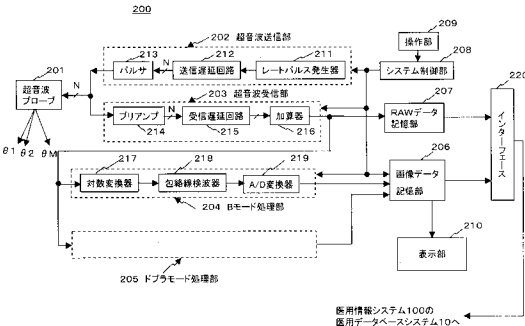 200
202 超音波送信部
209
操作部
213
212
211
208
201
パルサ
送信遅延回路
レートパルス発生器
システム制御部
220
超音波
プローブ
N
N
203 超音波受信部
207
プリアンプ
N
受信遅延回路
加算器
RAWデータ
記憶部
214
215
216
インターフェース
θ1
θ2
θM
217
218
219
206
対数変換器
包絡線検波器
A/D変換器
画像データ
記憶部
204 Bモード処理部
210
表示部
205 ドプラモード処理部
医用情報システム100の
医用データベースシステム10へ